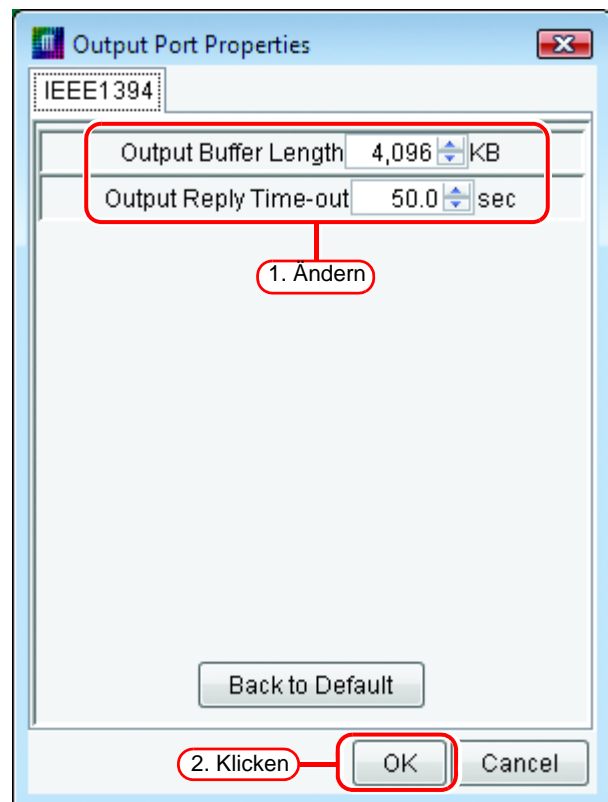 Output Port Properties
IEEE1394
Output Buffer Length 4,096 KB
Output Reply Time-out 50.0 sec
1. Ändern
Back to Default
2. Klicken OK Cancel